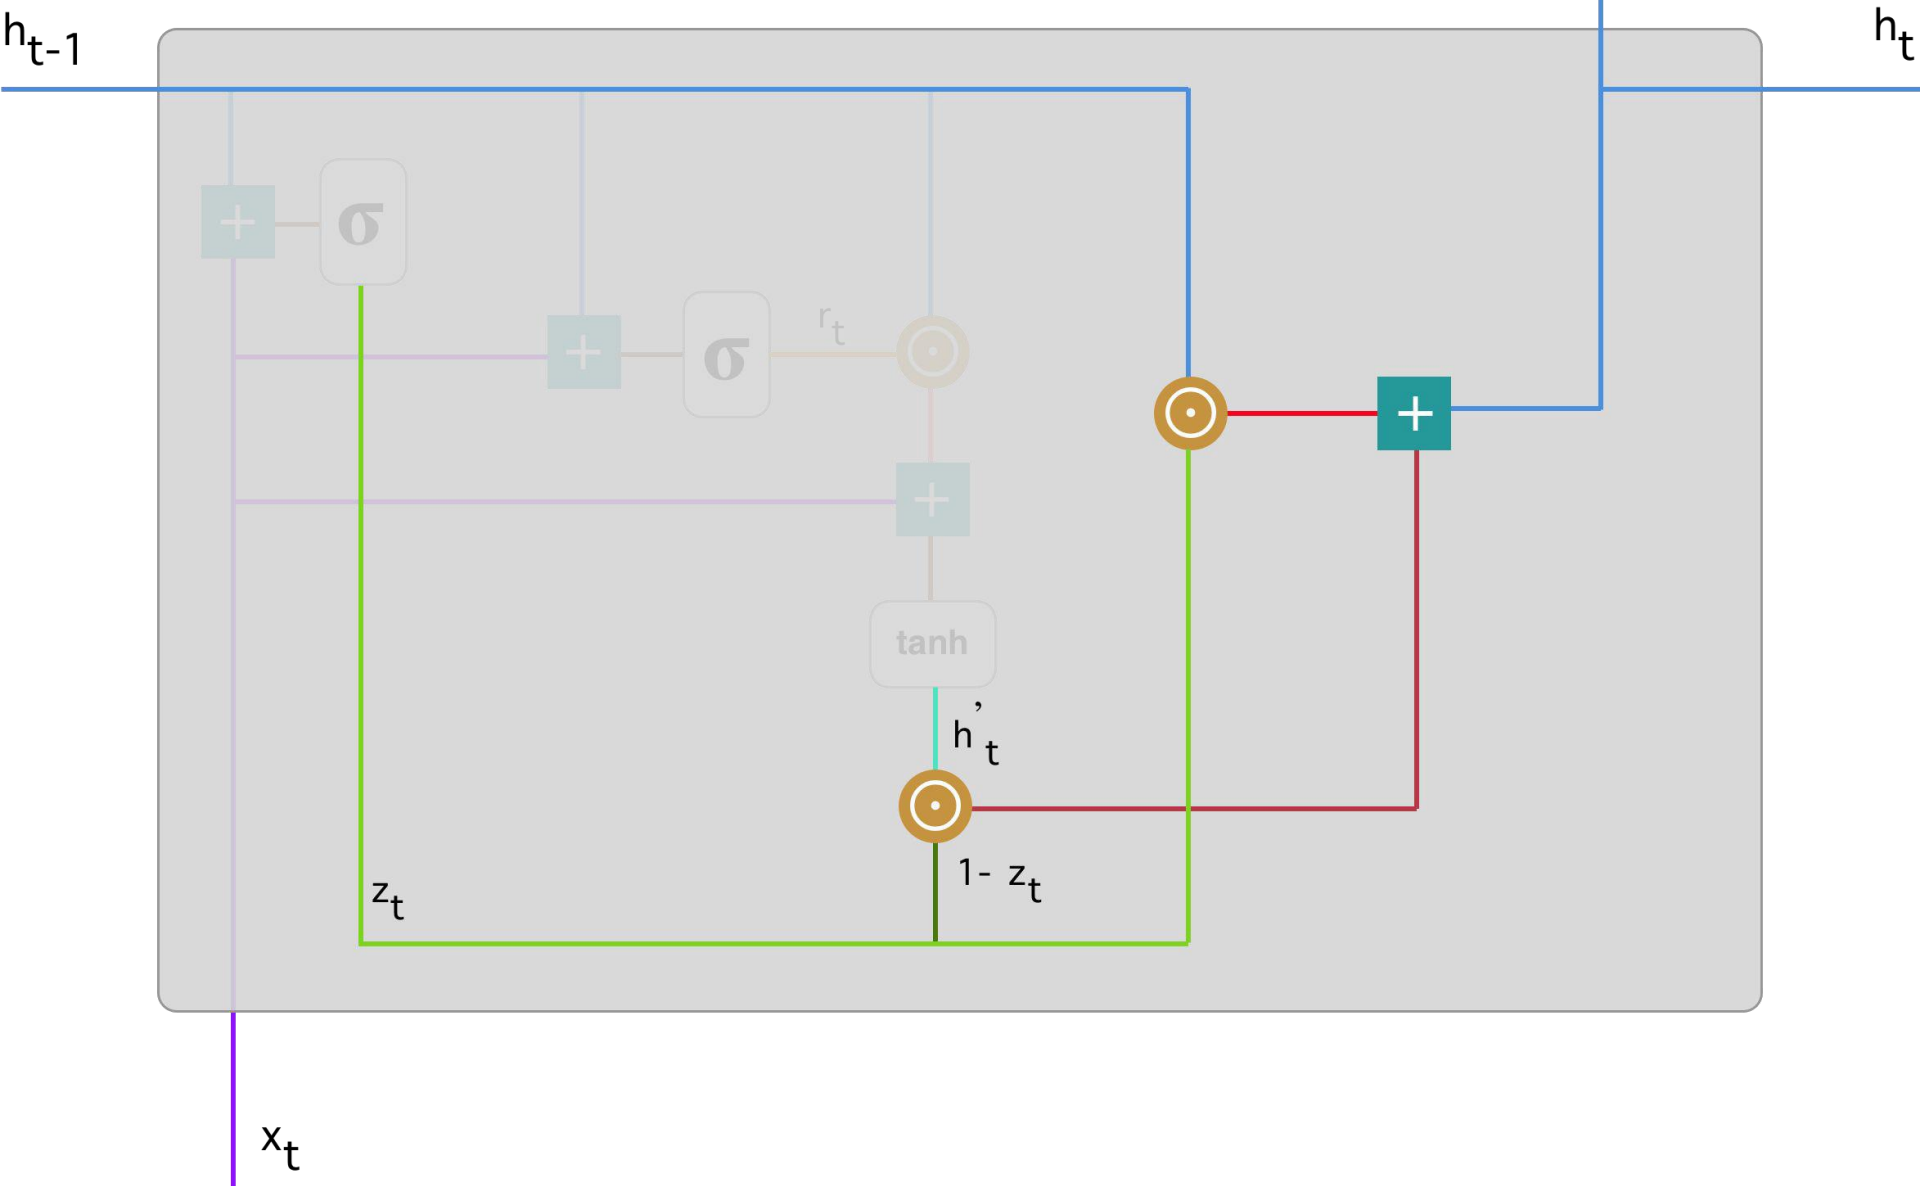 h_{t-1}
h_t
+
σ
+
σ
r_t
+
+
tanh
h'_t
1- z_t
z_t
x_t